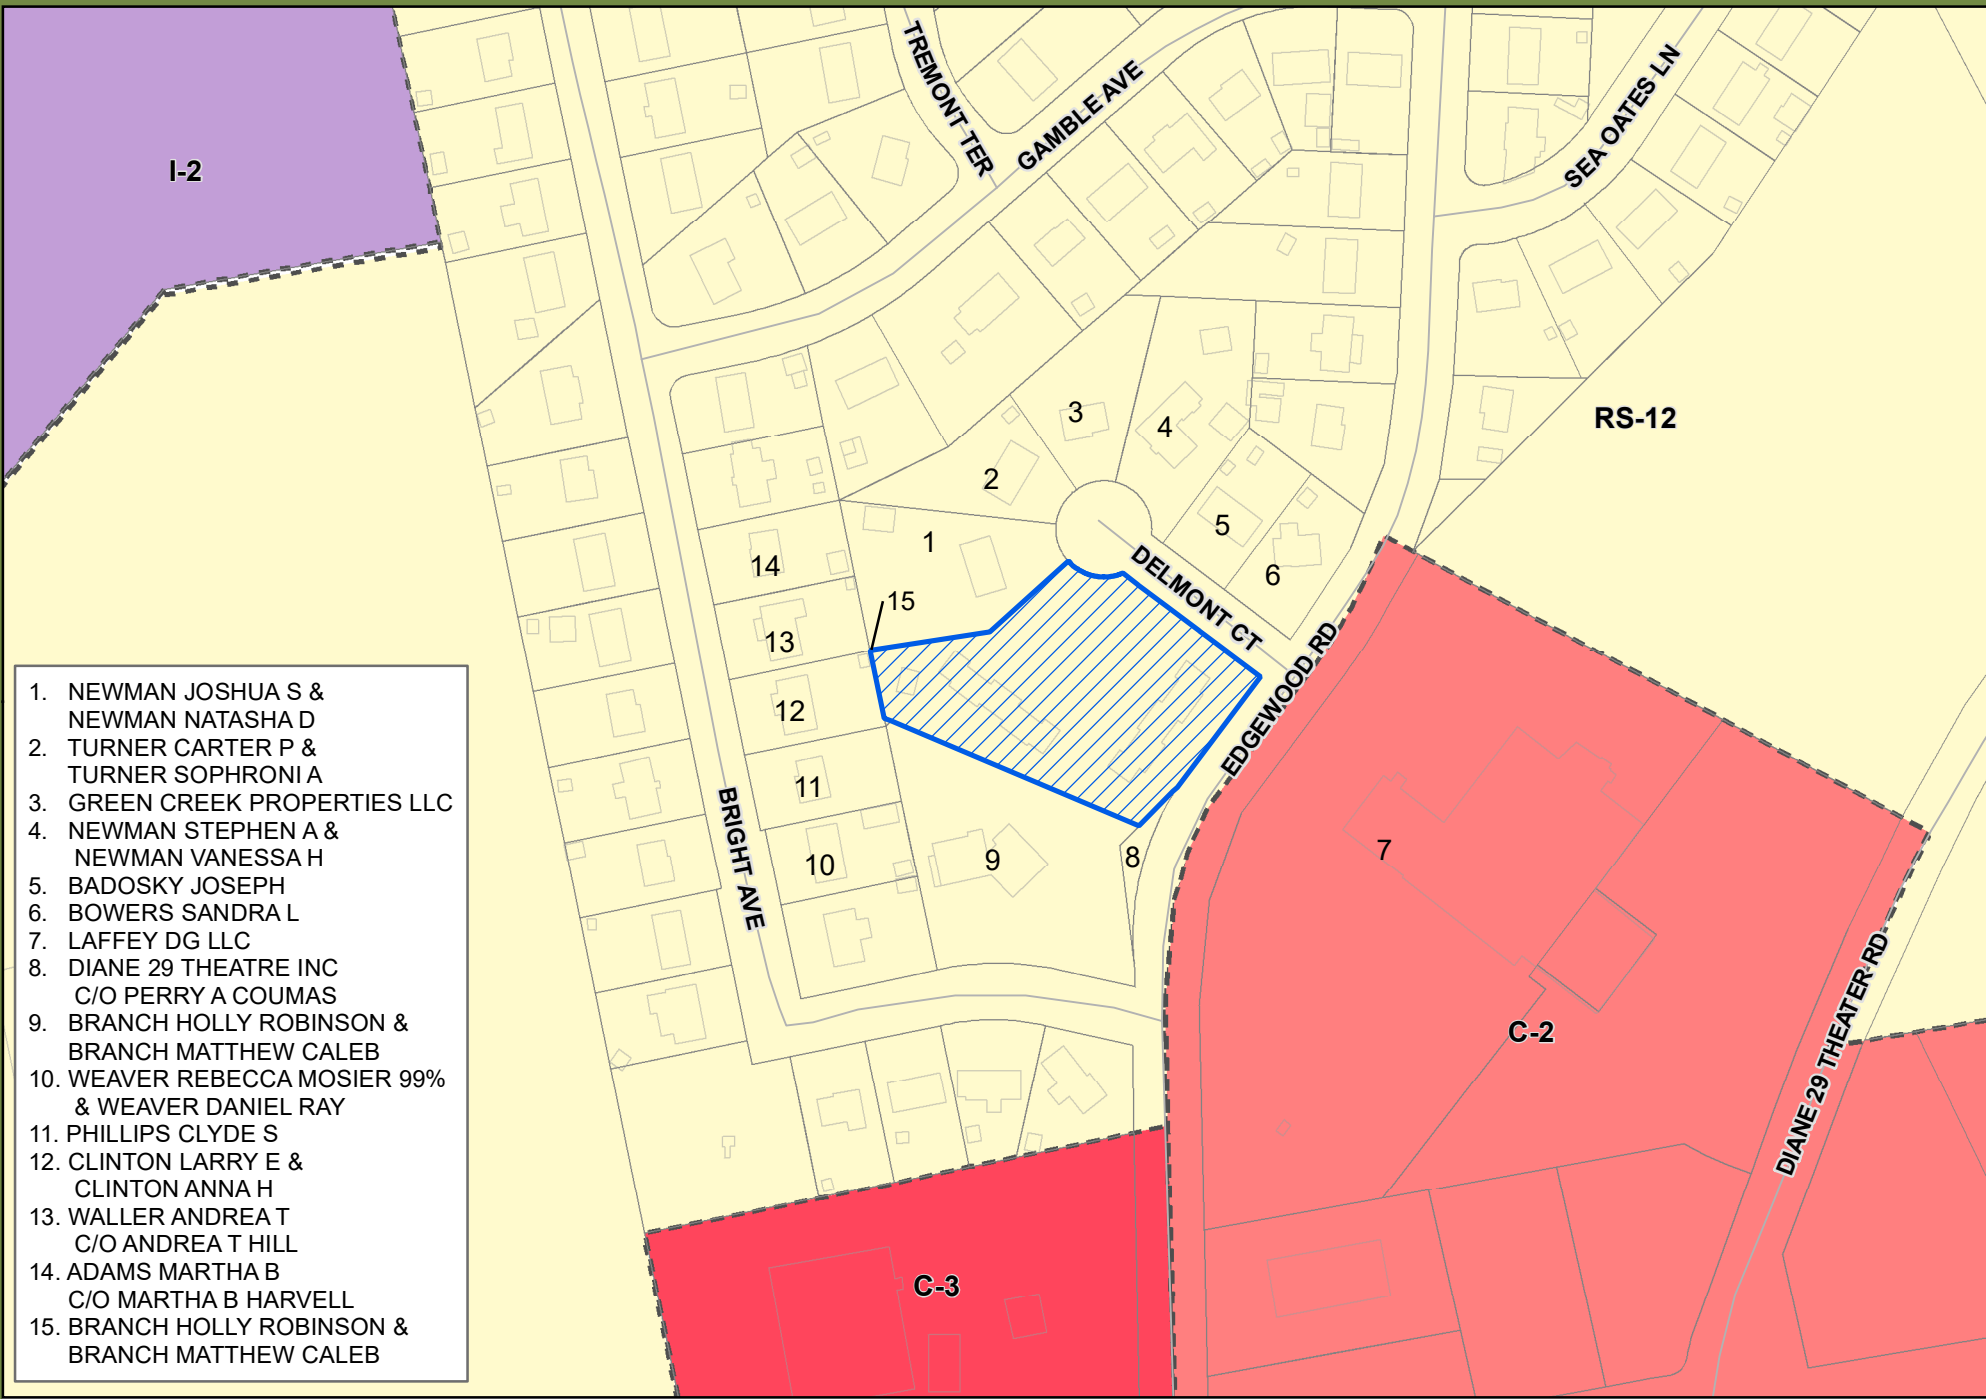 TREMONT TER
GAMBLE AVE
SEA OATES LN
I-2
RS-12
3
4
2
5
1
14
6
DELMONT CT
15
13
EDGEWOOD RD
12
11
BRIGHT AVE
10
9
8
7
C-2
DIANE 29 THEATER RD
C-3
1. NEWMAN JOSHUA S &
NEWMAN NATASHA D
2. TURNER CARTER P &
TURNER SOPHRONI A
3. GREEN CREEK PROPERTIES LLC
4. NEWMAN STEPHEN A &
NEWMAN VANESSA H
5. BADOSKY JOSEPH
6. BOWERS SANDRA L
7. LAFFEY DG LLC
8. DIANE 29 THEATRE INC
C/O PERRY A COUMAS
9. BRANCH HOLLY ROBINSON &
BRANCH MATTHEW CALEB
10. WEAVER REBECCA MOSIER 99%
& WEAVER DANIEL RAY
11. PHILLIPS CLYDE S
12. CLINTON LARRY E &
CLINTON ANNA H
13. WALLER ANDREA T
C/O ANDREA T HILL
14. ADAMS MARTHA B
C/O MARTHA B HARVELL
15. BRANCH HOLLY ROBINSON &
BRANCH MATTHEW CALEB